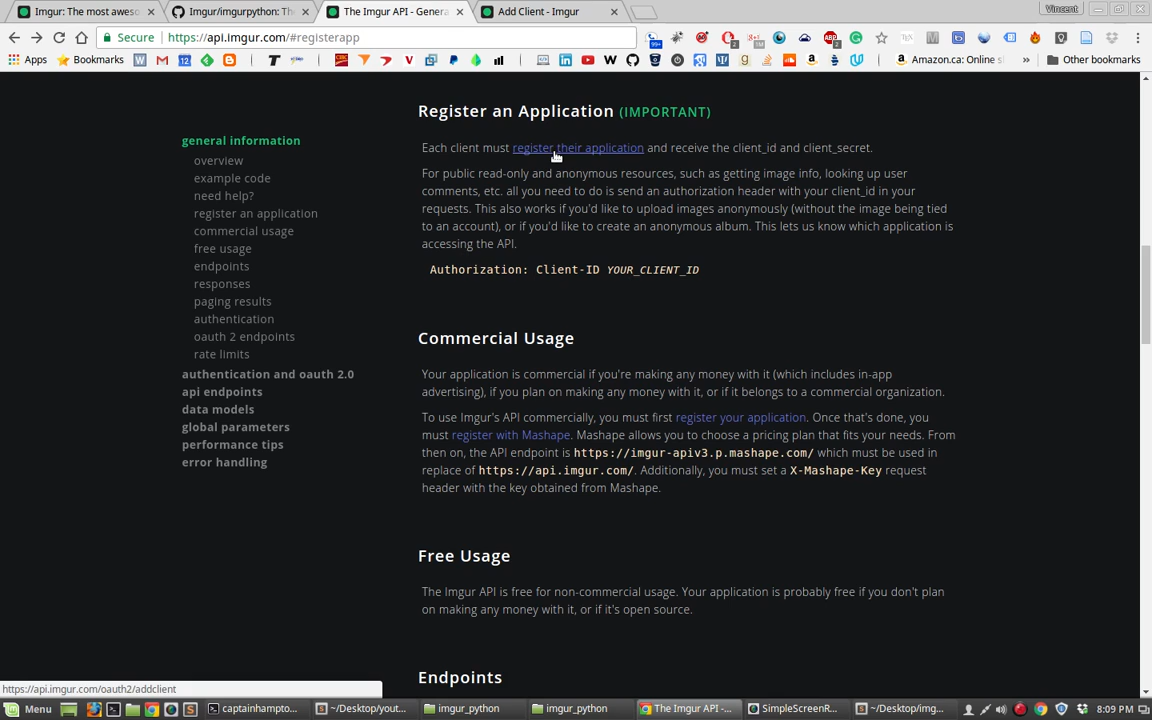 Imgur: The most aweso
Imgur/imgurpython: The
The Imgur API - Genera
Add Client - Imgur
Vincent
Secure
https://api.imgur.com/#registerapp
Apps
Bookmarks
Amazon.ca: Online s
Other bookmarks
general information
overview
example code
need help?
register an application
commercial usage
free usage
endpoints
responses
paging results
authentication
oauth 2 endpoints
rate limits
authentication and oauth 2.0
api endpoints
data models
global parameters
performance tips
error handling
Register an Application (IMPORTANT)
Each client must register their application and receive the client_id and client_secret.
For public read-only and anonymous resources, such as getting image info, looking up user
comments, etc. all you need to do is send an authorization header with your client_id in your
requests. This also works if you'd like to upload images anonymously (without the image being tied
to an account), or if you'd like to create an anonymous album. This lets us know which application is
accessing the API.
Authorization: Client-ID YOUR_CLIENT_ID
Commercial Usage
Your application is commercial if you're making any money with it (which includes in-app
advertising), if you plan on making any money with it, or if it belongs to a commercial organization.
To use Imgur's API commercially, you must first register your application. Once that's done, you
must register with Mashape. Mashape allows you to choose a pricing plan that fits your needs. From
then on, the API endpoint is https://imgur-apiv3.p.mashape.com/ which must be used in
replace of https://api.imgur.com/. Additionally, you must set a X-Mashape-Key request
header with the key obtained from Mashape.
Free Usage
The Imgur API is free for non-commercial usage. Your application is probably free if you don't plan
on making any money with it, or if it's open source.
Endpoints
https://api.imgur.com/oauth2/addclient
Menu
captainhampto...
~/Desktop/yout...
imgur_python
imgur_python
The Imgur API -...
SimpleScreenR...
~/Desktop/img...
8:09 PM